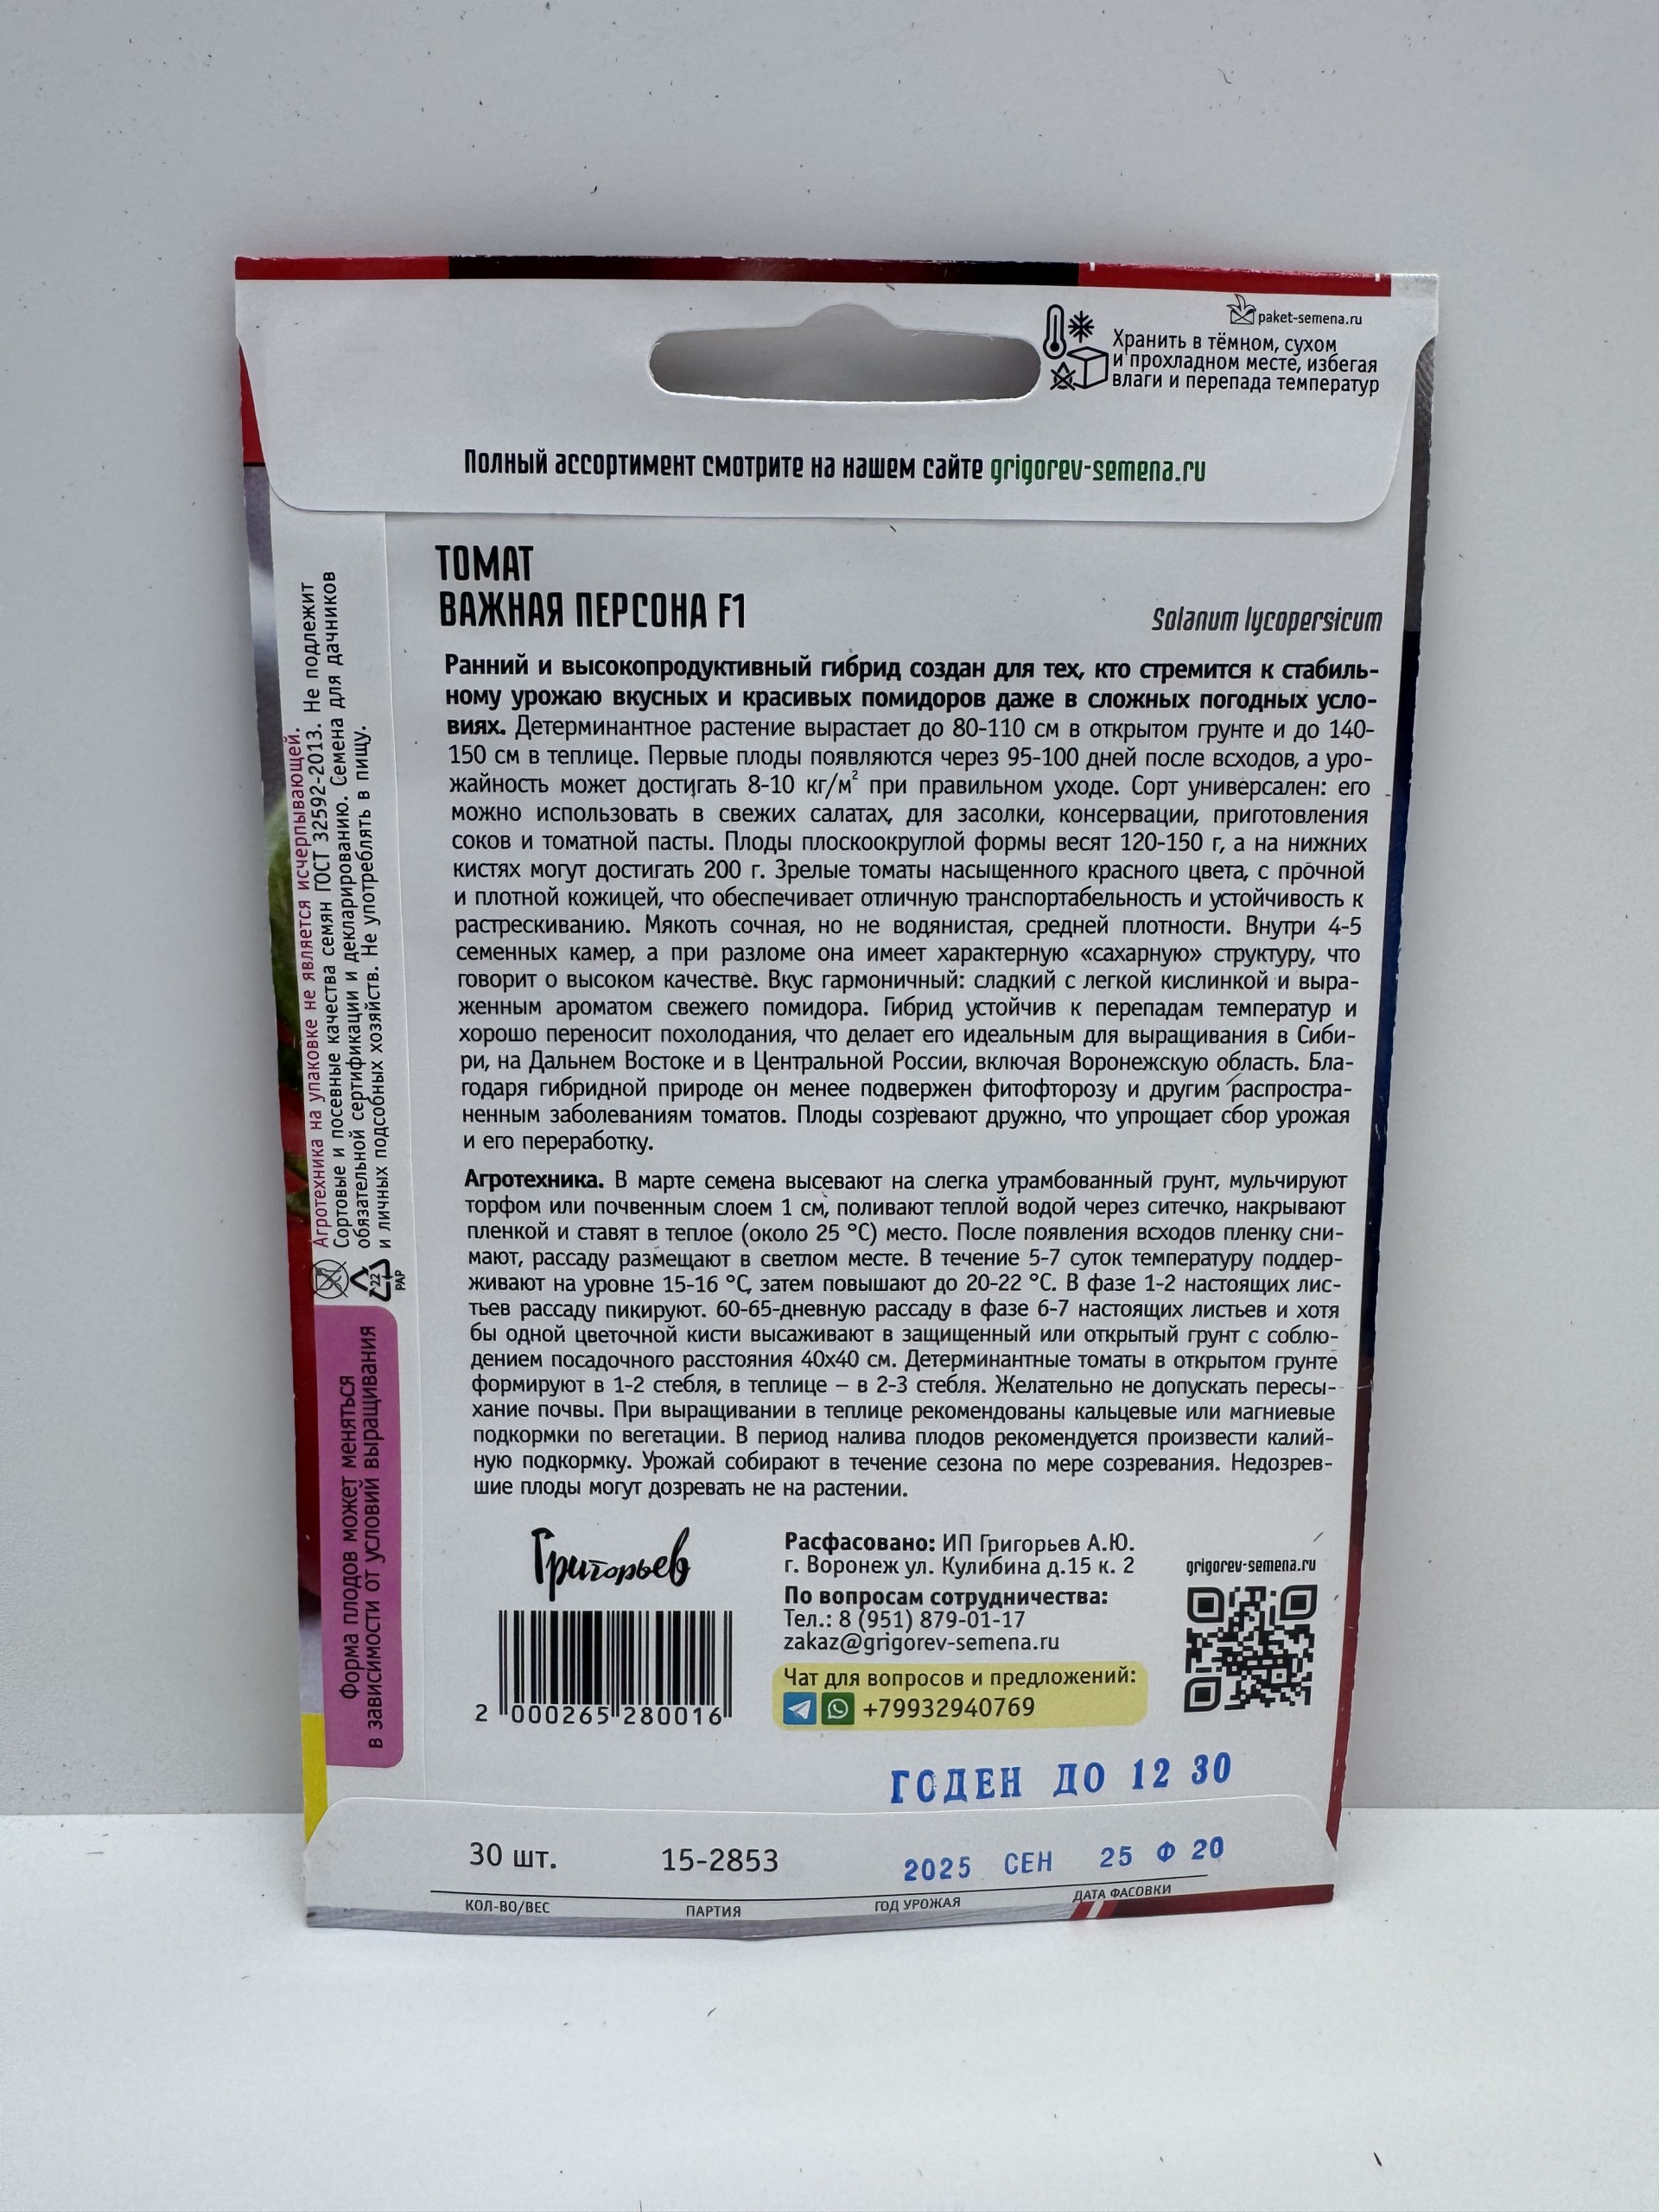 paket-semena.ru
Хранить в тёмном, сухом
и прохладном месте, избегая
влаги и перепада температур
Полный ассортимент смотрите на нашем сайте grigorev-semena.ru
ТОМАТ
ВАЖНАЯ ПЕРСОНА F1
Solanum lycopersicum
Ранний и высокопродуктивный гибрид создан для тех, кто стремится к стабиль-
ному урожаю вкусных и красивых помидоров даже в сложных погодных усло-
виях. Детерминантное растение вырастает до 80-110 см в открытом грунте и до 140-
150 см в теплице. Первые плоды появляются через 95-100 дней после всходов, а уро-
жайность может достигать 8-10 кг/м² при правильном уходе. Сорт универсален: его
можно использовать в свежих салатах, для засолки, консервации, приготовления
соков и томатной пасты. Плоды плоскоокруглой формы весят 120-150 г, а на нижних
кистях могут достигать 200 г. Зрелые томаты насыщенного красного цвета, с прочной
и плотной кожицей, что обеспечивает отличную транспортабельность и устойчивость к
растрескиванию. Мякоть сочная, но не водянистая, средней плотности. Внутри 4-5
семенных камер, а при разломе она имеет характерную «сахарную» структуру, что
говорит о высоком качестве. Вкус гармоничный: сладкий с легкой кислинкой и выра-
женным ароматом свежего помидора. Гибрид устойчив к перепадам температур и
хорошо переносит похолодания, что делает его идеальным для выращивания в Сиби-
ри, на Дальнем Востоке и в Центральной России, включая Воронежскую область. Бла-
годаря гибридной природе он менее подвержен фитофторозу и другим распростра-
ненным заболеваниям томатов. Плоды созревают дружно, что упрощает сбор урожая
и его переработку.
Агротехника. В марте семена высевают на слегка утрамбованный грунт, мульчируют
торфом или почвенным слоем 1 см, поливают теплой водой через ситечко, накрывают
пленкой и ставят в теплое (около 25 °С) место. После появления всходов пленку сни-
мают, рассаду размещают в светлом месте. В течение 5-7 суток температуру поддер-
живают на уровне 15-16 °С, затем повышают до 20-22 °С. В фазе 1-2 настоящих лис-
тьев рассаду пикируют. 60-65-дневную рассаду в фазе 6-7 настоящих листьев и хотя
бы одной цветочной кисти высаживают в защищенный или открытый грунт с соблю-
дением посадочного расстояния 40х40 см. Детерминантные томаты в открытом грунте
формируют в 1-2 стебля, в теплице – в 2-3 стебля. Желательно не допускать пересы-
хание почвы. При выращивании в теплице рекомендованы кальцевые или магниевые
подкормки по вегетации. В период налива плодов рекомендуется произвести калий-
ную подкормку. Урожай собирают в течение сезона по мере созревания. Недозрев-
шие плоды могут дозревать не на растении.
Агротехника на упаковке не является исчерпывающей.
Сортовые и посевные качества семян ГОСТ 32592-2013. Не подлежит
обязательной сертификации и декларированию. Семена для дачников
и личных подсобных хозяйств. Не употреблять в пищу.
22
PAP
Форма плодов может меняться
в зависимости от условий выращивания
Григорьев
2 000265 280016
Расфасовано: ИП Григорьев А.Ю.
г. Воронеж ул. Кулибина д.15 к. 2
По вопросам сотрудничества:
Тел.: 8 (951) 879-01-17
zakaz@grigorev-semena.ru
Чат для вопросов и предложений:
+79932940769
grigorev-semena.ru
ГОДЕН ДО 12 30
30 шт. 15-2853 2025 СЕН 25 Ф 20
КОЛ-ВО/ВЕС ПАРТИЯ ГОД УРОЖАЯ ДАТА ФАСОВКИ